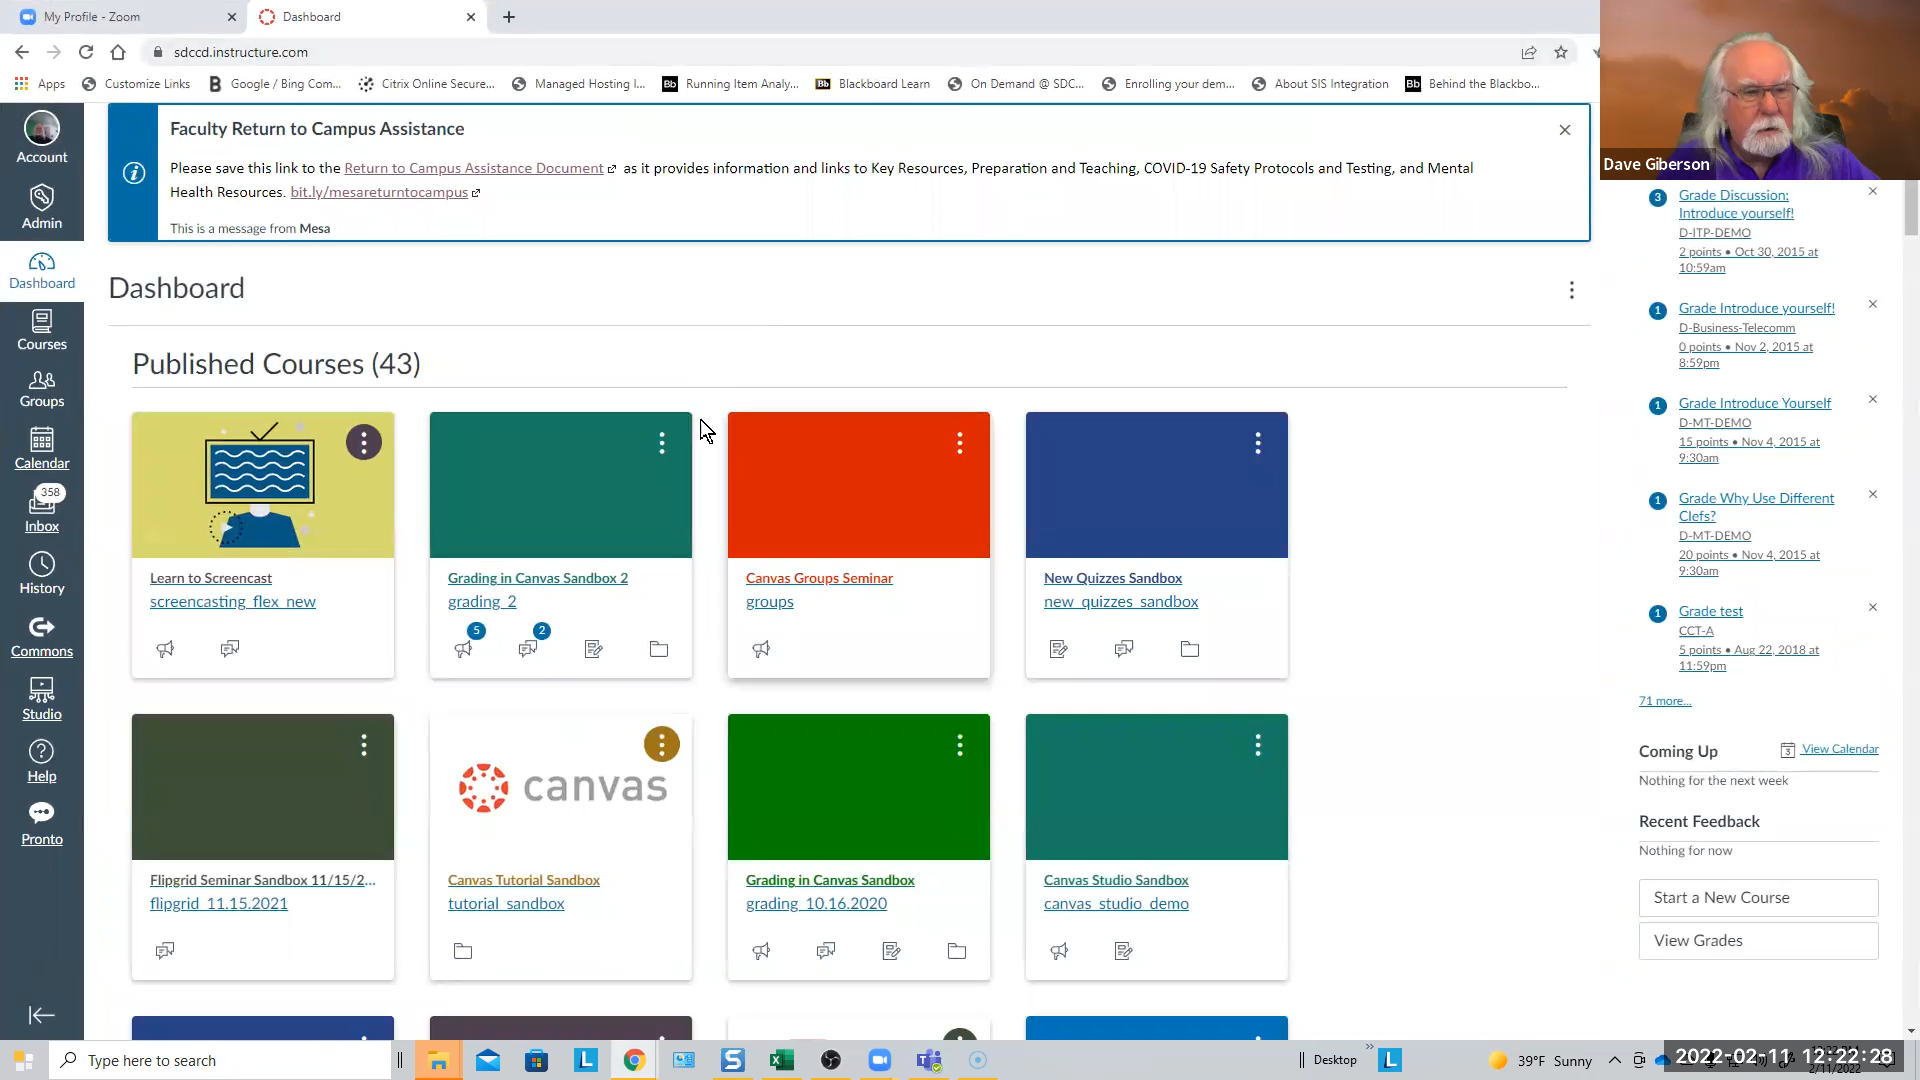 My Profile - Zoom
Dashboard
sdccd.instructure.com
Apps
Customize Links
Google / Bing Com...
Citrix Online Secure...
Managed Hosting I...
Running Item Analy...
Blackboard Learn
On Demand @ SDC...
Enrolling your dem...
About SIS Integration
Behind the Blackbo...
Dave Giberson
Account
Admin
Dashboard
Courses
Groups
Calendar
358
Inbox
History
Commons
Studio
Help
Pronto
Faculty Return to Campus Assistance
Please save this link to the Return to Campus Assistance Document as it provides information and links to Key Resources, Preparation and Teaching, COVID-19 Safety Protocols and Testing, and Mental
Health Resources. bit.ly/mesareturntocampus
This is a message from Mesa
Dashboard
Published Courses (43)
Learn to Screencast
screencasting_flex_new
Grading in Canvas Sandbox 2
grading_2
5
2
Canvas Groups Seminar
groups
New Quizzes Sandbox
new_quizzes_sandbox
canvas
Flipgrid Seminar Sandbox 11/15/2...
flipgrid_11.15.2021
Canvas Tutorial Sandbox
tutorial_sandbox
Grading in Canvas Sandbox
grading_10.16.2020
Canvas Studio Sandbox
canvas_studio_demo
3
Grade Discussion:
Introduce yourself!
D-ITP-DEMO
2 points • Oct 30, 2015 at
10:59am
1
Grade Introduce yourself!
D-Business-Telecomm
0 points • Nov 2, 2015 at
8:59pm
1
Grade Introduce Yourself
D-MT-DEMO
15 points • Nov 4, 2015 at
9:30am
1
Grade Why Use Different
Clefs?
D-MT-DEMO
20 points • Nov 4, 2015 at
9:30am
1
Grade test
CCT-A
5 points • Aug 22, 2018 at
11:59pm
71 more...
Coming Up
View Calendar
Nothing for the next week
Recent Feedback
Nothing for now
Start a New Course
View Grades
Type here to search
Desktop
39°F Sunny
2022-02-11 12:22:28
2/11/2022